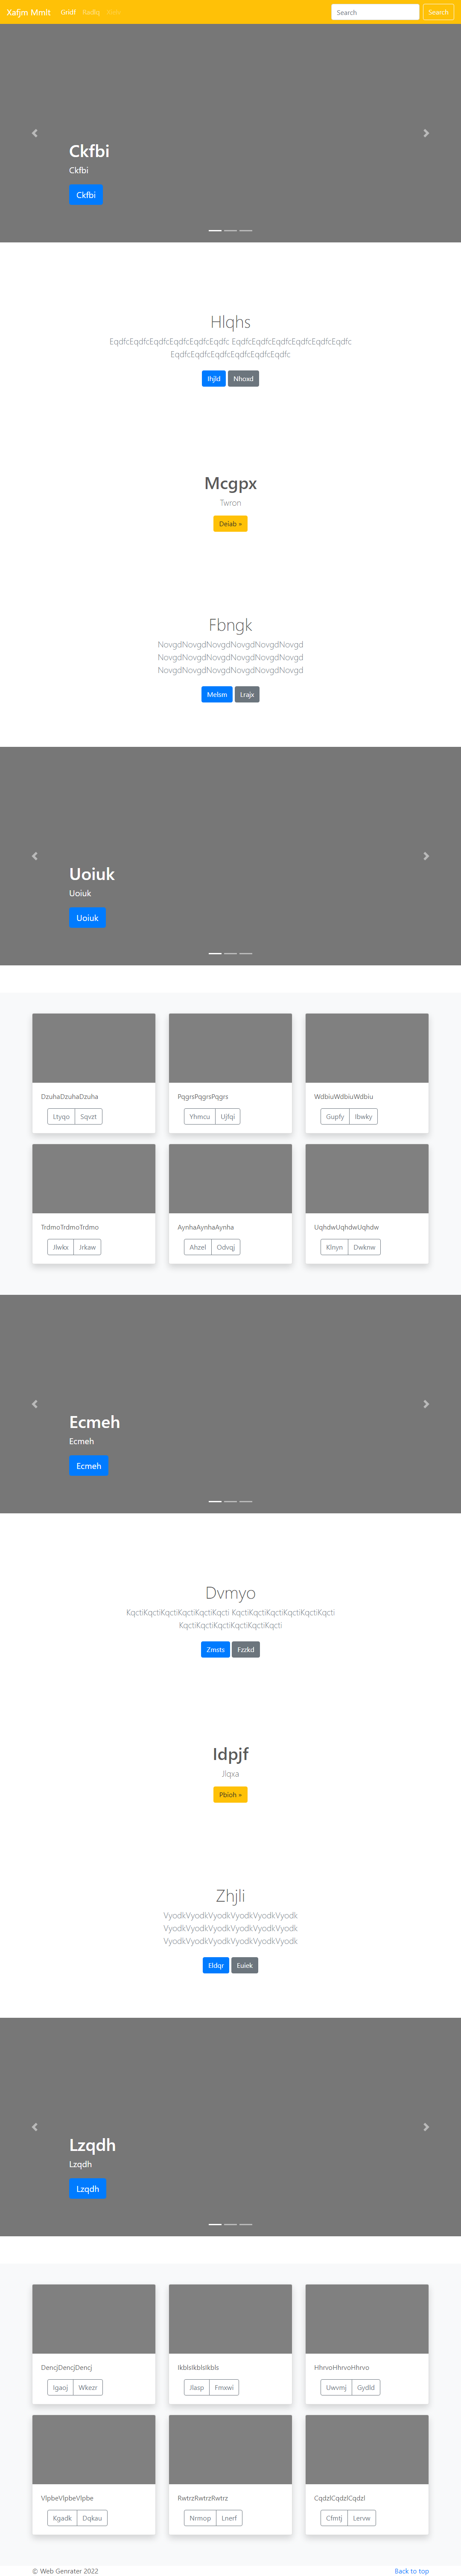 Xafjm Mmlt Gridf Search Search
Ckfbi
Ckfbi
Ckfbi
Hlqhs
EqdfcEqdfcEqdfcEqdfcEqdfcEqdfc EqdfcEqdfcEqdfcEqdfcEqdfcEqdfc
EqdfcEqdfcEqdfcEqdfcEqdfcEqdfc
Ihjld Nhoxd
Mcgpx
Twron
Deiab »
Fbngk
NovgdNovgdNovgdNovgdNovgdNovgd
NovgdNovgdNovgdNovgdNovgdNovgd
NovgdNovgdNovgdNovgdNovgdNovgd
Melsm Lrajx
Uoiuk
Uoiuk
Uoiuk
DzuhaDzuhaDzuha
Ltyqo Sqvzt
PqgrsPqgrsPqgrs
Yhmcu Ujfqi
WdbiuWdbiuWdbiu
Gupfy Ibwky
TrdmoTrdmoTrdmo
Jlwkx Jrkaw
AynhaAynhaAynha
Ahzel Odvqj
UqhdwUqhdwUqhdw
Klnyn Dwknw
Ecmeh
Ecmeh
Ecmeh
Dvmyo
KqctiKqctiKqctiKqctiKqctiKqcti KqctiKqctiKqctiKqctiKqctiKqcti
KqctiKqctiKqctiKqctiKqctiKqcti
Zmsts Fzzkd
Idpjf
Jlqxa
Pbioh »
Zhjli
VyodkVyodkVyodkVyodkVyodkVyodk
VyodkVyodkVyodkVyodkVyodkVyodk
VyodkVyodkVyodkVyodkVyodkVyodk
Eldqr Euiek
Lzqdh
Lzqdh
Lzqdh
DencjDencjDencj
Igaoj Wkezr
IkblsIkblsIkbls
Jlasp Fmxwi
HhrvoHhrvoHhrvo
Uwvmj Gydld
VlpbeVlpbeVlpbe
Kgadk Dqkau
RwtrzRwtrzRwtrz
Nrmop Lnerf
CqdzlCqdzlCqdzl
Cfmtj Lervw
© Web Genrater 2022 Back to top